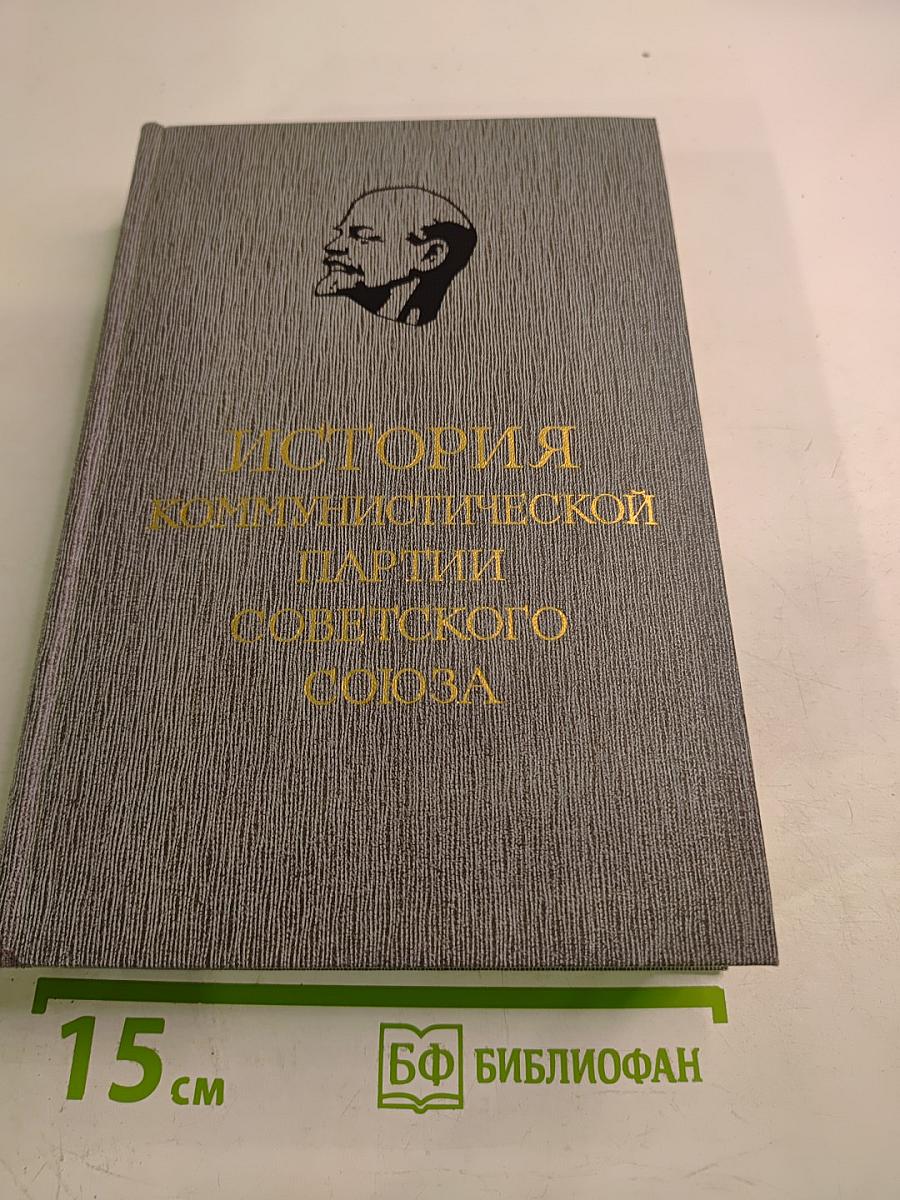 ИСТОРИЯ
КОММУНИСТИЧЕСКОЙ
ПАРТИИ
СОВЕТСКОГО
СОЮЗА
15 см
БФ БИБЛИОФАН